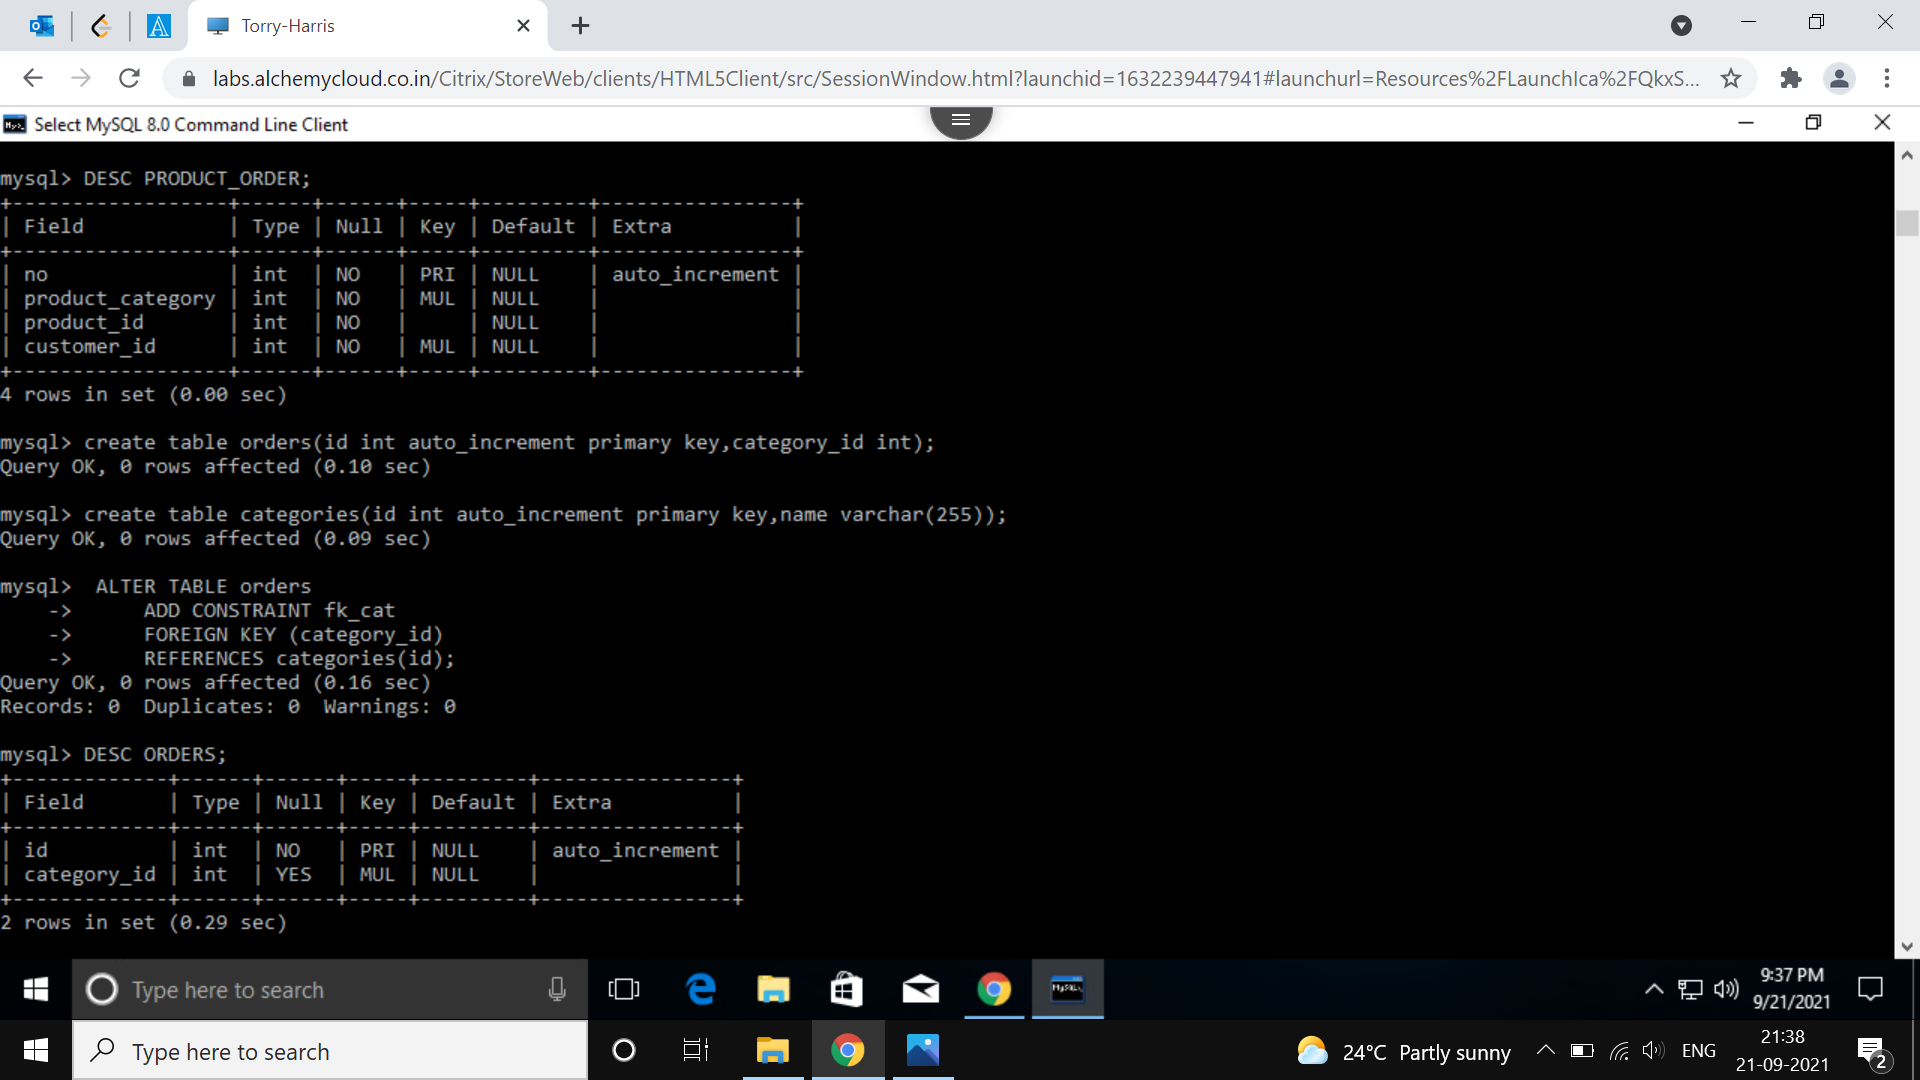 Torry-Harris
labs.alchemycloud.co.in/Citrix/StoreWeb/clients/HTML5Client/src/SessionWindow.html?launchid=1632239447941#launchurl=Resources%2FLaunchIca%2FQkxS...
Select MySQL 8.0 Command Line Client
mysql> DESC PRODUCT_ORDER;
+------------------+------+------+-----+---------+----------------+
| Field            | Type | Null | Key | Default | Extra          |
+------------------+------+------+-----+---------+----------------+
| no               | int  | NO   | PRI | NULL    | auto_increment |
| product_category | int  | NO   | MUL | NULL    |                |
| product_id       | int  | NO   |     | NULL    |                |
| customer_id      | int  | NO   | MUL | NULL    |                |
+------------------+------+------+-----+---------+----------------+
4 rows in set (0.00 sec)
mysql> create table orders(id int auto_increment primary key,category_id int);
Query OK, 0 rows affected (0.10 sec)
mysql> create table categories(id int auto_increment primary key,name varchar(255));
Query OK, 0 rows affected (0.09 sec)
mysql>  ALTER TABLE orders
    ->      ADD CONSTRAINT fk_cat
    ->      FOREIGN KEY (category_id)
    ->      REFERENCES categories(id);
Query OK, 0 rows affected (0.16 sec)
Records: 0  Duplicates: 0  Warnings: 0
mysql> DESC ORDERS;
+-------------+------+------+-----+---------+----------------+
| Field       | Type | Null | Key | Default | Extra          |
+-------------+------+------+-----+---------+----------------+
| id          | int  | NO   | PRI | NULL    | auto_increment |
| category_id | int  | YES  | MUL | NULL    |                |
+-------------+------+------+-----+---------+----------------+
2 rows in set (0.29 sec)
Type here to search
9:37 PM
9/21/2021
Type here to search
24°C Partly sunny
ENG
21:38
21-09-2021
2